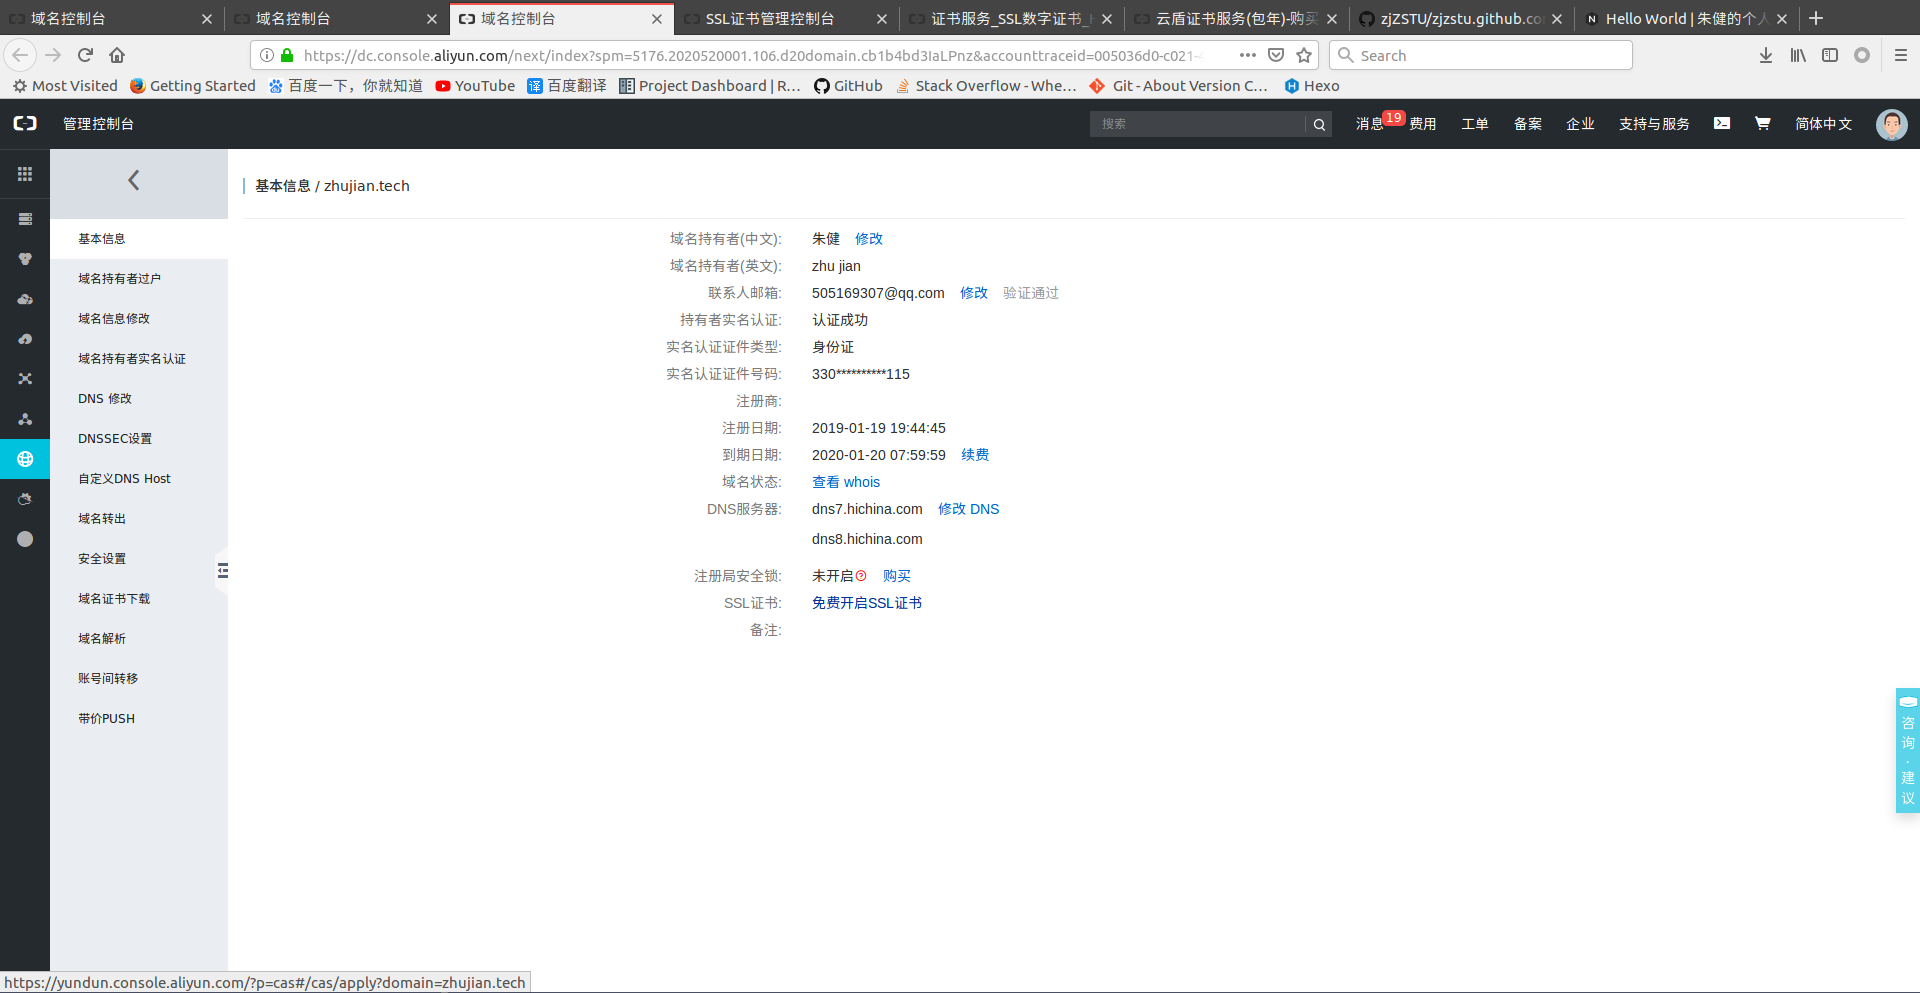 域名控制台
域名控制台
域名控制台
SSL证书管理控制台
证书服务_SSL数字证书_
云盾证书服务(包年)-购买
zjZSTU/zjzstu.github.co
Hello World | 朱健的个人
https://dc.console.aliyun.com/next/index?spm=5176.2020520001.106.d20domain.cb1b4bd3IaLPnz&accounttraceid=005036d0-c021-
Search
Most Visited
Getting Started
百度一下，你就知道
YouTube
百度翻译
Project Dashboard | R...
GitHub
Stack Overflow - Whe...
Git - About Version C...
Hexo
管理控制台
搜索
消息 19
费用
工单
备案
企业
支持与服务
简体中文
基本信息
域名持有者过户
域名信息修改
域名持有者实名认证
DNS 修改
DNSSEC设置
自定义DNS Host
域名转出
安全设置
域名证书下载
域名解析
账号间转移
带价PUSH
基本信息 / zhujian.tech
域名持有者(中文): 朱健 修改
域名持有者(英文): zhu jian
联系人邮箱: 505169307@qq.com 修改 验证通过
持有者实名认证: 认证成功
实名认证证件类型: 身份证
实名认证证件号码: 330**********115
注册商:
注册日期: 2019-01-19 19:44:45
到期日期: 2020-01-20 07:59:59 续费
域名状态: 查看 whois
DNS服务器: dns7.hichina.com 修改 DNS
dns8.hichina.com
注册局安全锁: 未开启 购买
SSL证书: 免费开启SSL证书
备注:
咨询·建议
https://yundun.console.aliyun.com/?p=cas#/cas/apply?domain=zhujian.tech